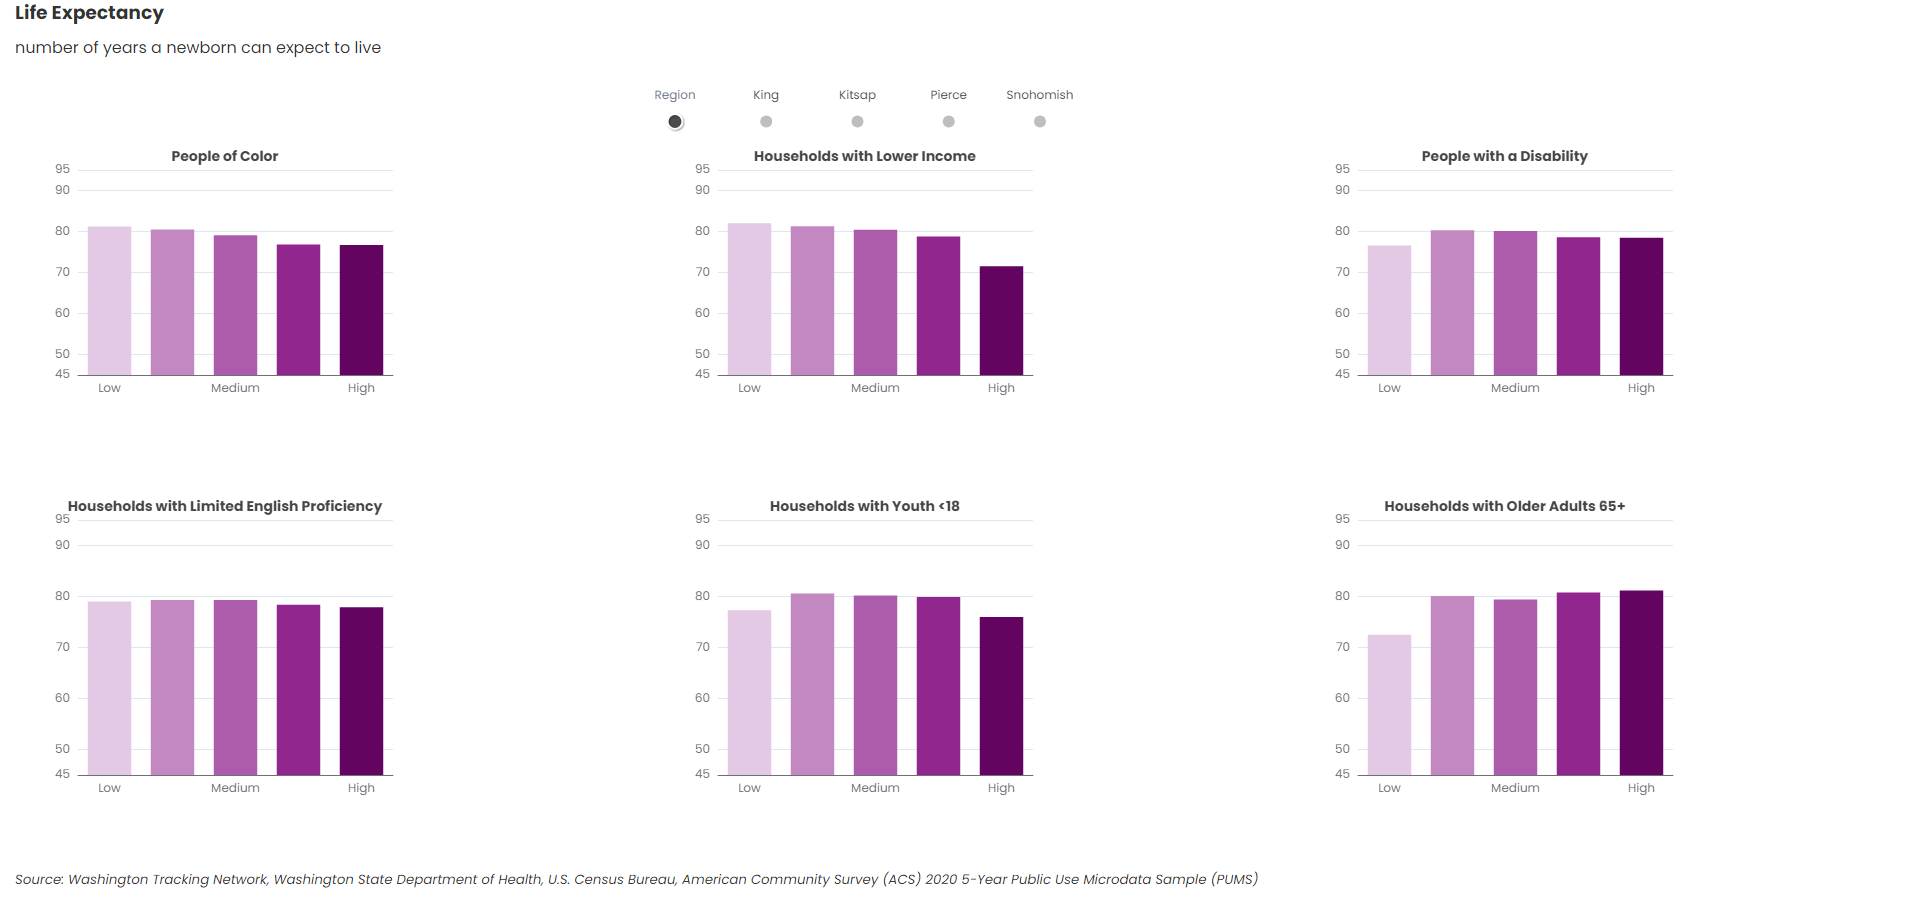 Life Expectancy
number of years a newborn can expect to live
Region King Kitsap Pierce Snohomish
People of Color
95
90
80
70
60
50
45
Low Medium High
Households with Lower Income
95
90
80
70
60
50
45
Low Medium High
People with a Disability
95
90
80
70
60
50
45
Low Medium High
Households with Limited English Proficiency
95
90
80
70
60
50
45
Low Medium High
Households with Youth <18
95
90
80
70
60
50
45
Low Medium High
Households with Older Adults 65+
95
90
80
70
60
50
45
Low Medium High
Source: Washington Tracking Network, Washington State Department of Health, U.S. Census Bureau, American Community Survey (ACS) 2020 5-Year Public Use Microdata Sample (PUMS)